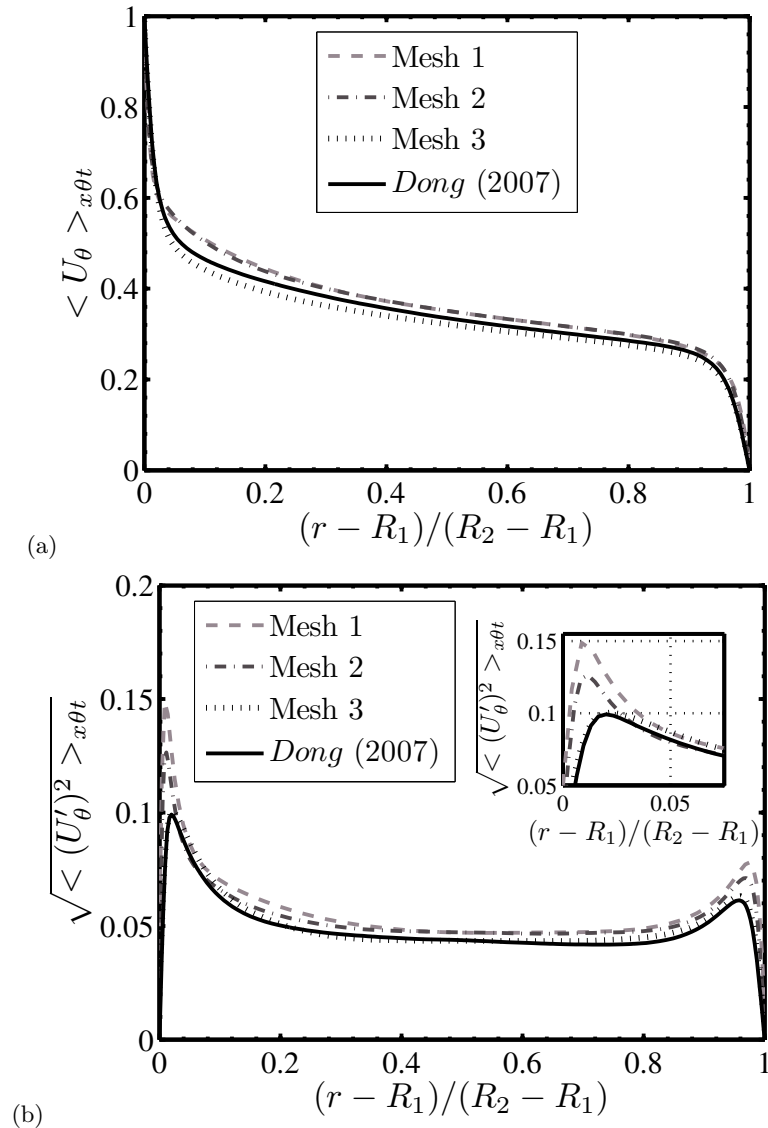 1
0.8
0.6
0.4
0.2
0
< U_θ >_{xθt}
Mesh 1
Mesh 2
Mesh 3
Dong (2007)
0 0.2 0.4 0.6 0.8 1
(r − R_1)/(R_2 − R_1)
(a)
0.2
0.15
0.1
0.05
0
√< (U′_θ)^2 >_{xθt}
Mesh 1
Mesh 2
Mesh 3
Dong (2007)
√< (U′_θ)^2 >_{xθt}
0.15
0.1
0.05
0 0.05
(r − R_1)/(R_2 − R_1)
0 0.2 0.4 0.6 0.8 1
(r − R_1)/(R_2 − R_1)
(b)